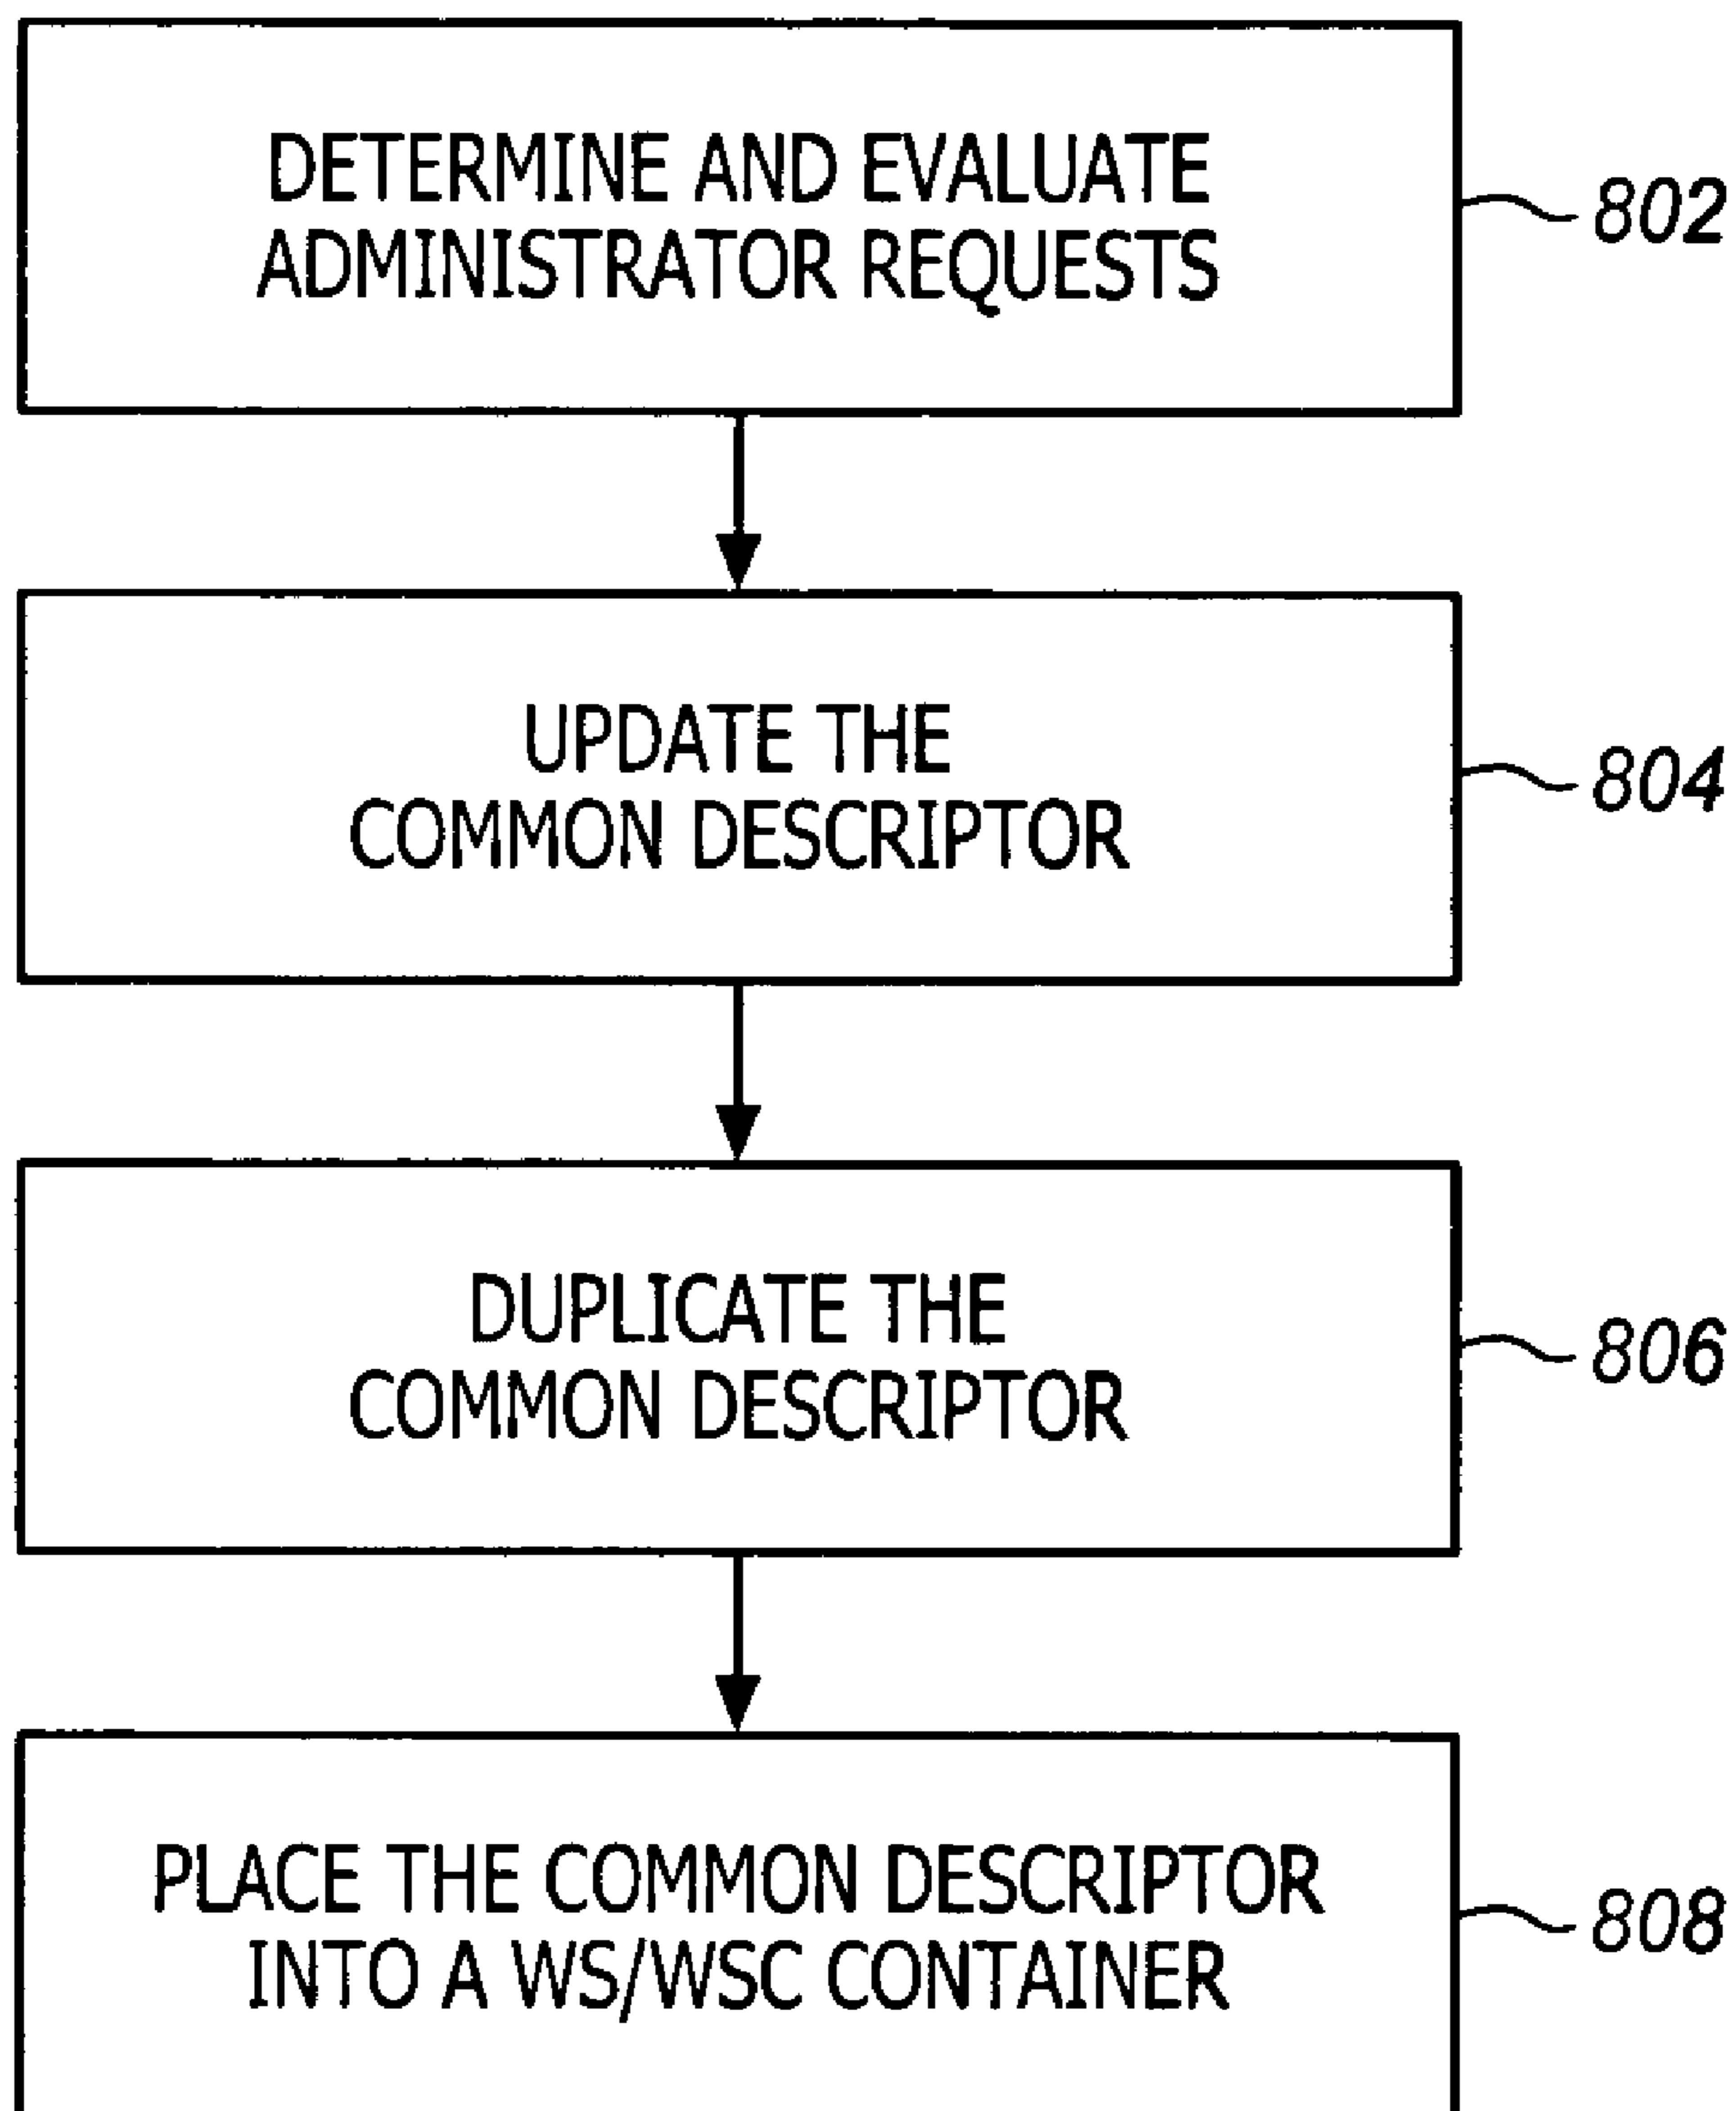 DETERMINE AND EVALUATE
ADMINISTRATOR REQUESTS
802
UPDATE THE
COMMON DESCRIPTOR
804
DUPLICATE THE
COMMON DESCRIPTOR
806
PLACE THE COMMON DESCRIPTOR
INTO A WS/WSC CONTAINER
808